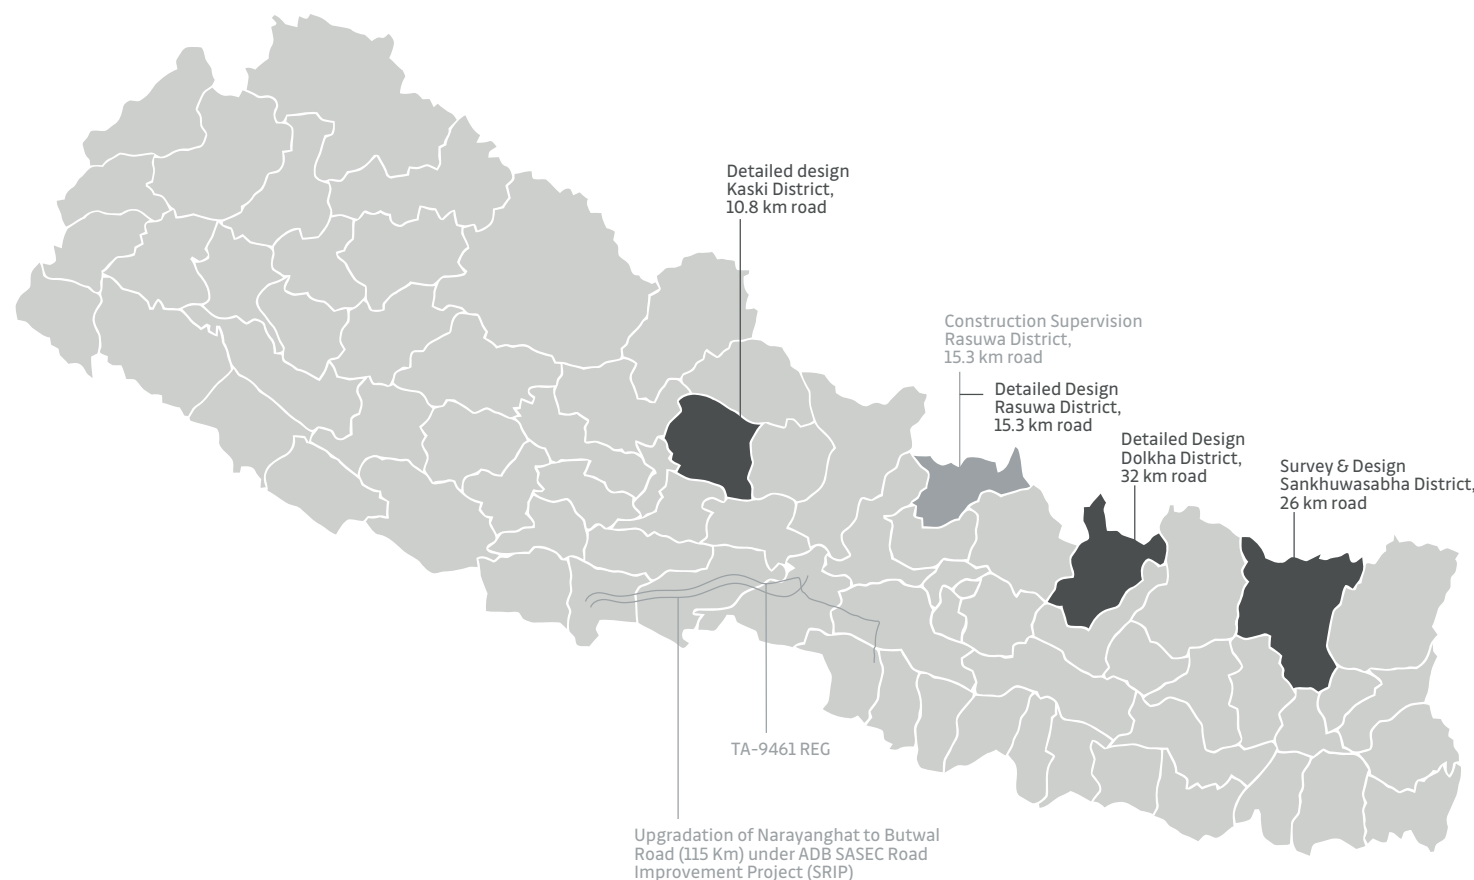 Detailed design
Kaski District,
10.8 km road
Construction Supervision
Rasuwa District,
15.3 km road
Detailed Design
Rasuwa District,
15.3 km road
Detailed Design
Dolkha District,
32 km road
Survey & Design
Sankhuwasabha District,
26 km road
TA-9461 REG
Upgradation of Narayanghat to Butwal
Road (115 Km) under ADB SASEC Road
Improvement Project (SRIP)